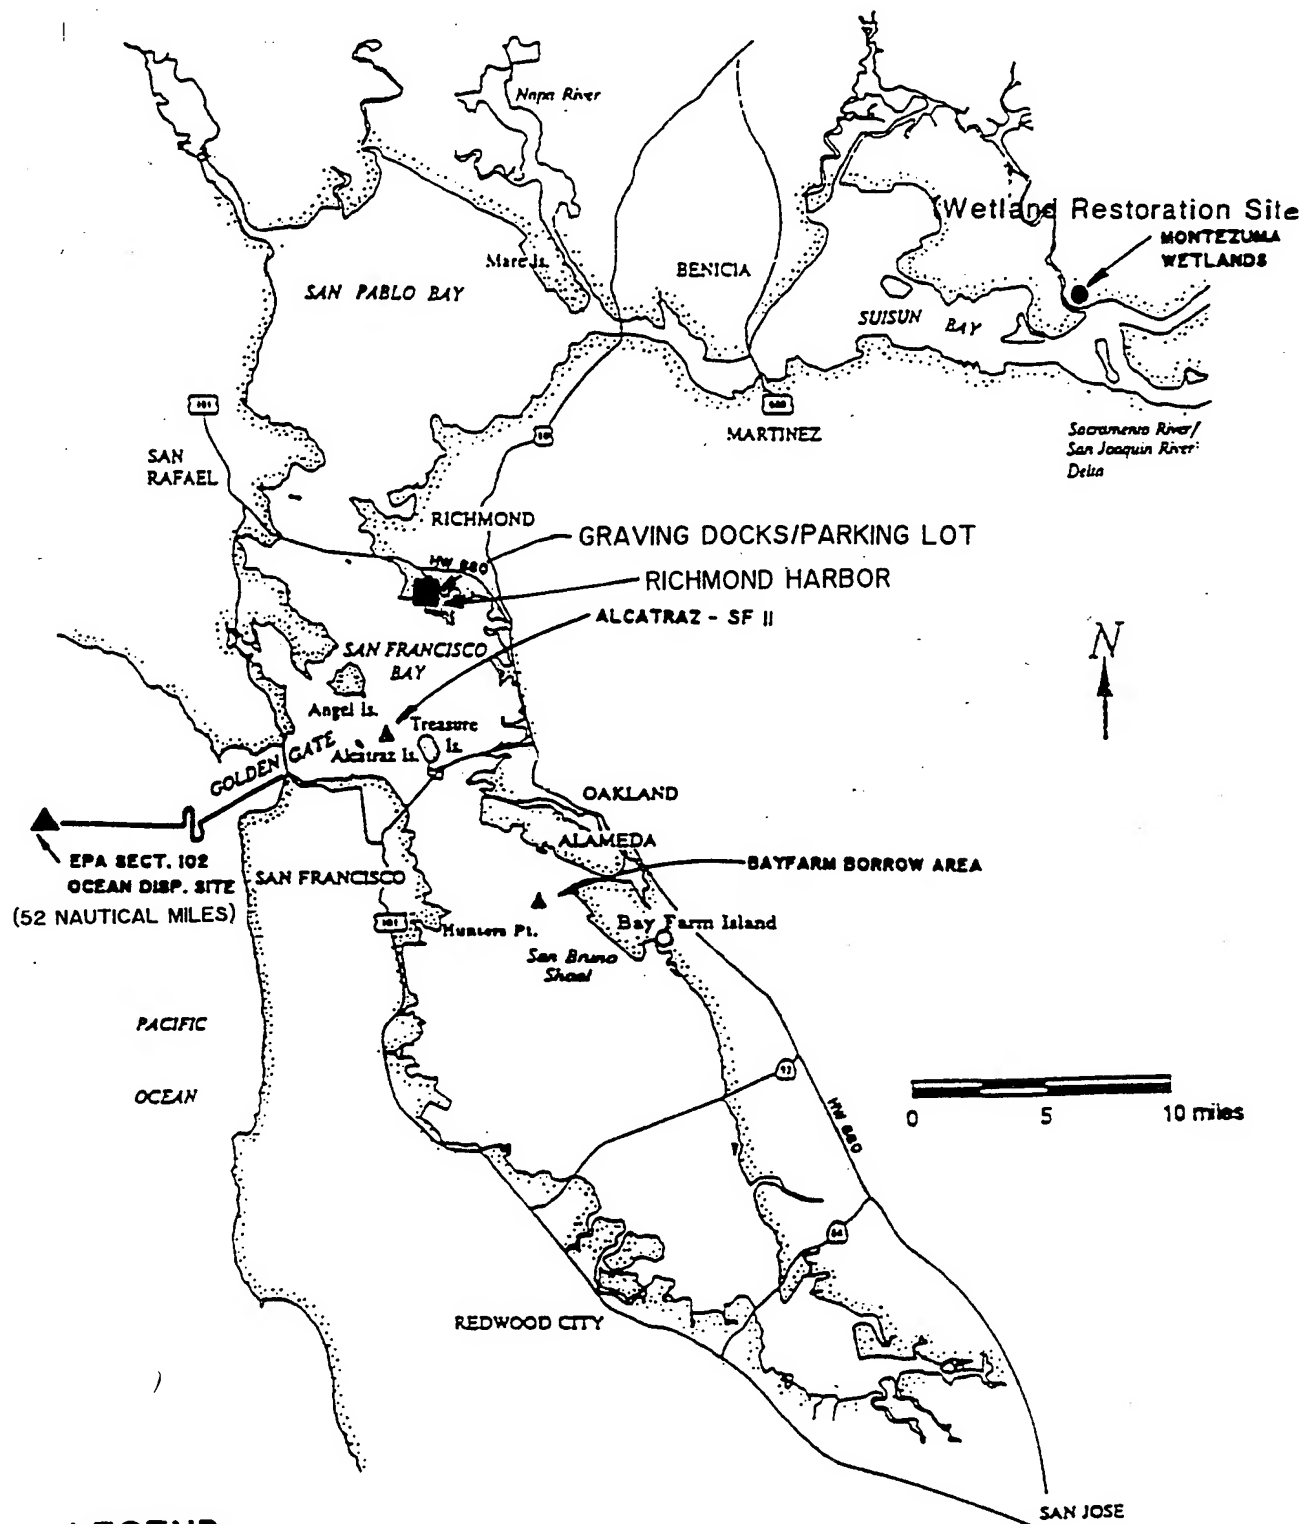 Napa River
Wetland Restoration Site
MONTEZUMA
WETLANDS
Mare Is.
BENICIA
SAN PABLO BAY
SUISUN
BAY
101
680
MARTINEZ
Sacramento River/
San Joaquin River
Delta
SAN
RAFAEL
RICHMOND
GRAVING DOCKS/PARKING LOT
HW 580
RICHMOND HARBOR
ALCATRAZ - SF 11
SAN FRANCISCO
BAY
N
Angel Is.
Treasure
Is.
Alcatraz Is.
GOLDEN GATE
OAKLAND
ALAMEDA
EPA SECT. 102
OCEAN DISP. SITE
(52 NAUTICAL MILES)
SAN FRANCISCO
BAYFARM BORROW AREA
101
Hunters Pt.
Bay Farm Island
San Bruno
Shoal
PACIFIC
OCEAN
92
HW 880
0 5 10 miles
84
REDWOOD CITY
SAN JOSE